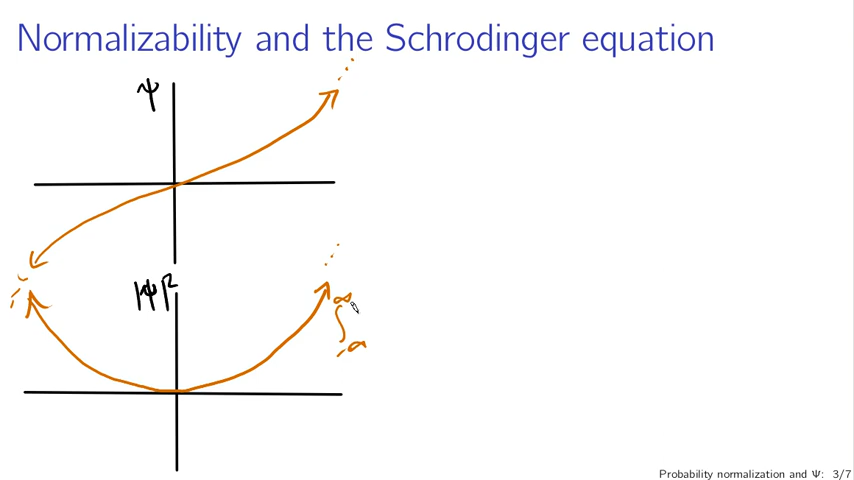 Normalizability and the Schrodinger equation
Ψ
|Ψ|²
∫
∞
-∞
Probability normalization and Ψ: 3/7